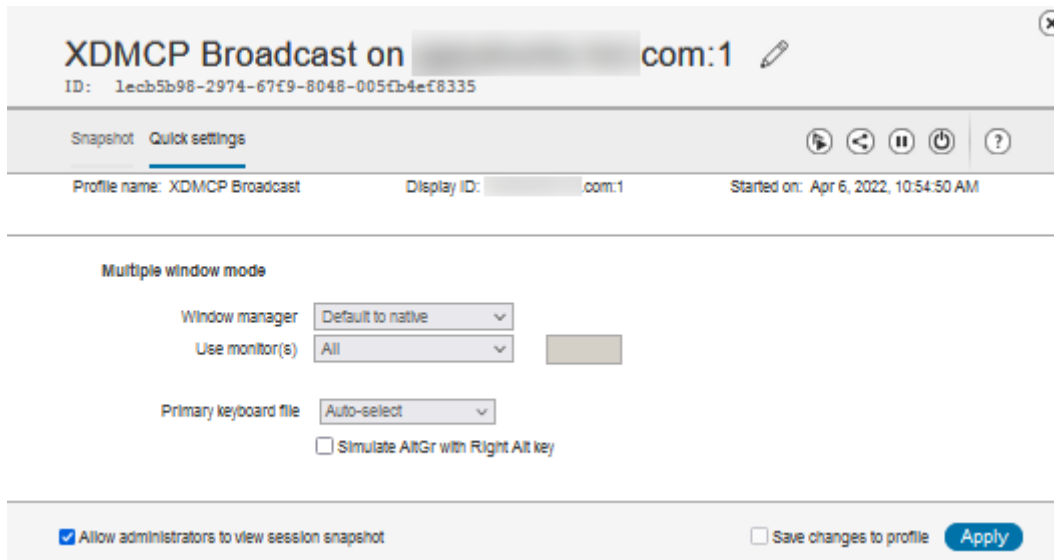 XDMCP Broadcast on com:1
ID: 1ecb5b98-2974-67f9-8048-005fb4ef8335
Snapshot Quick settings ?
Profile name: XDMCP Broadcast Display ID: .com:1 Started on: Apr 6, 2022, 10:54:50 AM
Multiple window mode
Window manager Default to native
Use monitor(s) All
Primary keyboard file Auto-select
Simulate AltGr with Right Alt key
Allow administrators to view session snapshot Save changes to profile Apply